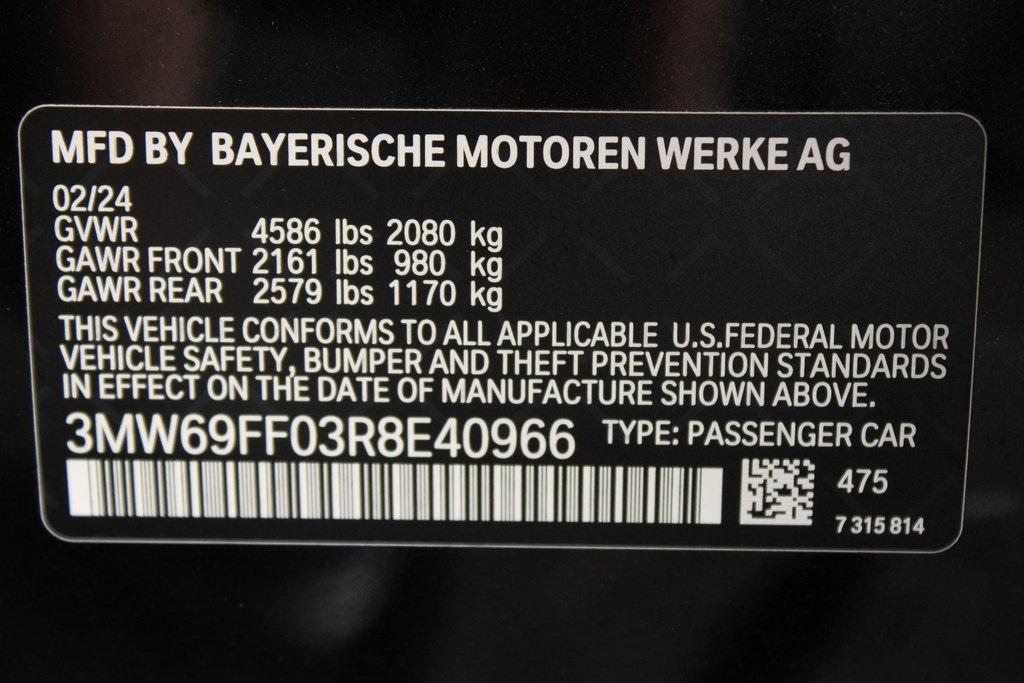 MFD BY BAYERISCHE MOTOREN WERKE AG
02/24
GVWR 4586 lbs 2080 kg
GAWR FRONT 2161 lbs 980 kg
GAWR REAR 2579 lbs 1170 kg
THIS VEHICLE CONFORMS TO ALL APPLICABLE U.S.FEDERAL MOTOR
VEHICLE SAFETY, BUMPER AND THEFT PREVENTION STANDARDS
IN EFFECT ON THE DATE OF MANUFACTURE SHOWN ABOVE.
3MW69FF03R8E40966 TYPE: PASSENGER CAR
475
7 315 814